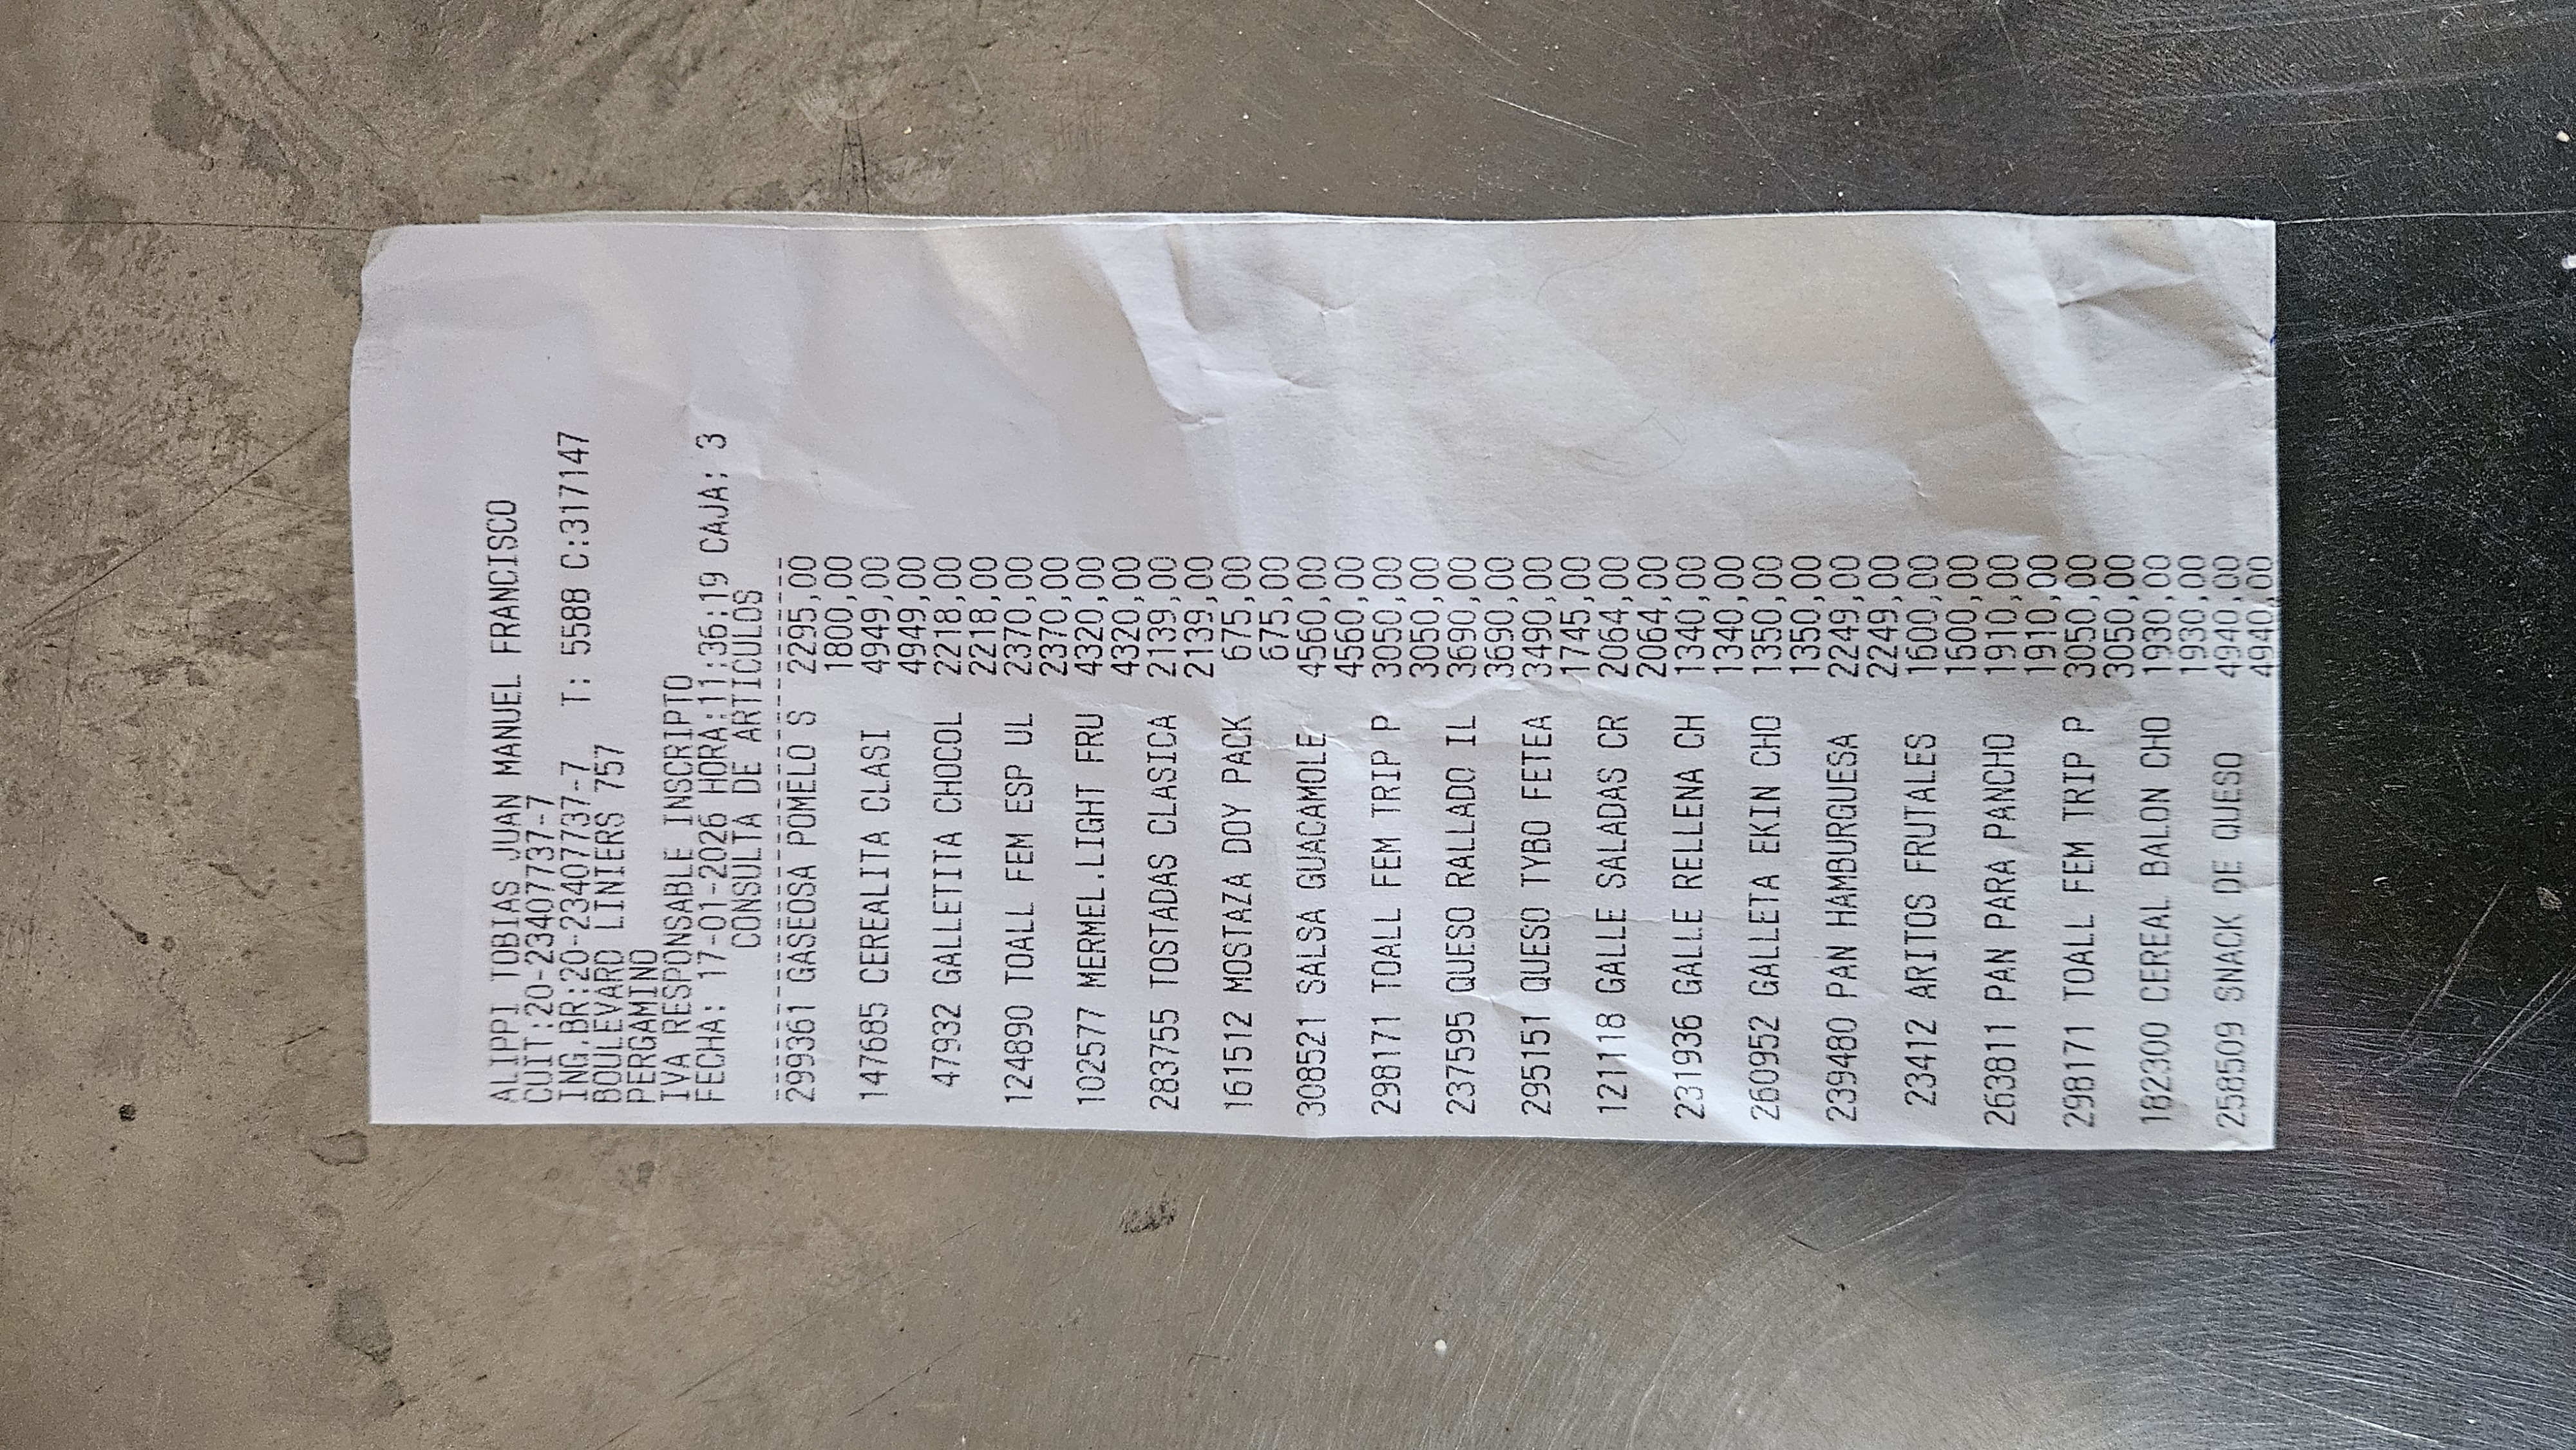 ALIPPI TOBIAS JUAN MANUEL FRANCISCO
CUIT:20-23407737-7
ING.BR:20-23407737-7 T: 5588 C:317147
BOULEVARD LINIERS 757
PERGAMINO
IVA RESPONSABLE INSCRIPTO
FECHA: 17-01-2026 HORA:11:36:19 CAJA: 3
CONSULTA DE ARTICULOS
----------------------------------------
299361 GASEOSA POMELO S 2295,00
1800,00
147685 CEREALITA CLASI 4949,00
4949,00
47932 GALLETITA CHOCOL 2218,00
2218,00
124890 TOALL FEM ESP UL 2370,00
2370,00
102577 MERMEL.LIGHT FRU 4320,00
4320,00
283755 TOSTADAS CLASICA 2139,00
2139,00
161512 MOSTAZA DOY PACK 675,00
675,00
308521 SALSA GUACAMOLE 4560,00
4560,00
298171 TOALL FEM TRIP P 3050,00
3050,00
237595 QUESO RALLADO IL 3690,00
3690,00
295151 QUESO TYBO FETEA 3490,00
1745,00
121118 GALLE SALADAS CR 2064,00
2064,00
231936 GALLE RELLENA CH 1340,00
1340,00
260952 GALLETA EKIN CHO 1350,00
1350,00
239480 PAN HAMBURGUESA 2249,00
2249,00
23412 ARITOS FRUTALES 1600,00
1600,00
263811 PAN PARA PANCHO 1910,00
1910,00
298171 TOALL FEM TRIP P 3050,00
3050,00
182300 CEREAL BALON CHO 1930,00
1930,00
258509 SNACK DE QUESO 4940,00
4940,00